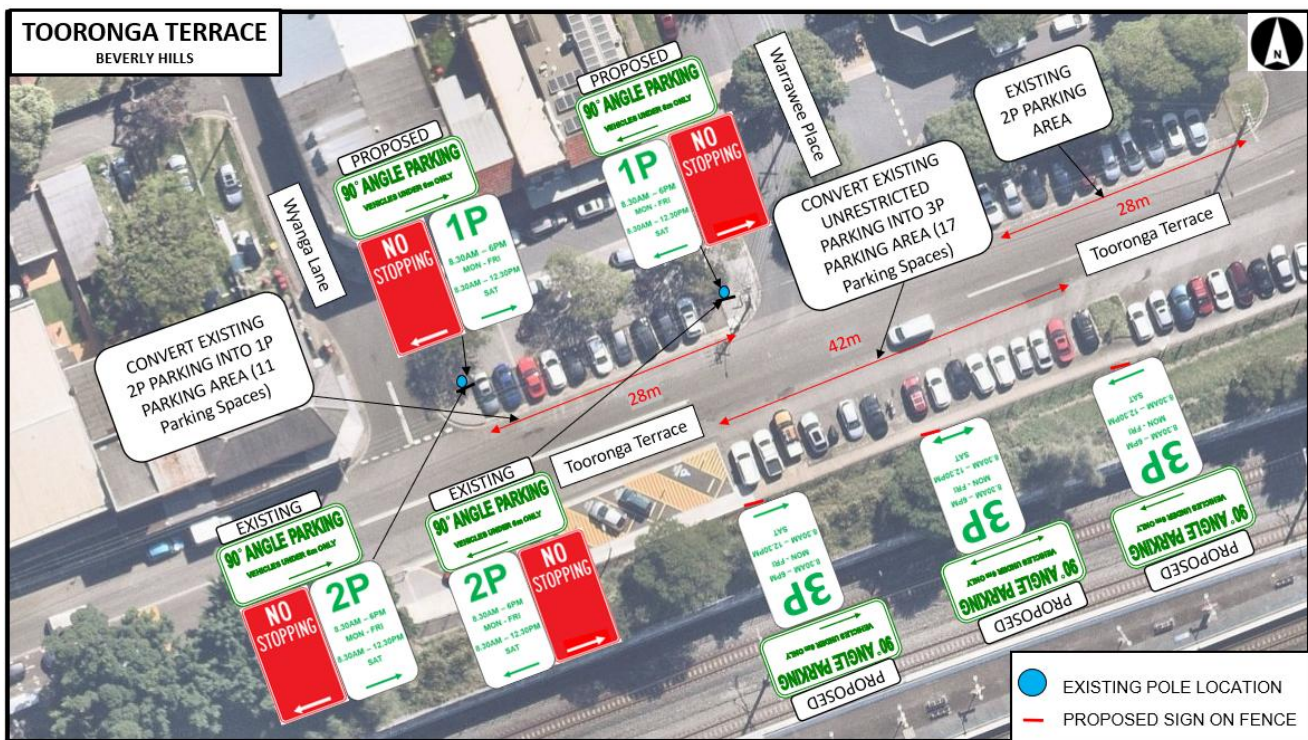 TOORONGA TERRACE
BEVERLY HILLS
N
PROPOSED
90° ANGLE PARKING
VEHICLES UNDER 6m ONLY
NO
STOPPING
1P
8.30AM – 6PM
MON - FRI
8.30AM – 12.30PM
SAT
PROPOSED
90° ANGLE PARKING
VEHICLES UNDER 6m ONLY
1P
8.30AM – 6PM
MON - FRI
8.30AM – 12.30PM
SAT
NO
STOPPING
Warrawee Place
EXISTING
2P PARKING
AREA
Wyanga Lane
CONVERT EXISTING
UNRESTRICTED
PARKING INTO 3P
PARKING AREA (17
Parking Spaces)
28m
Tooronga Terrace
CONVERT EXISTING
2P PARKING INTO 1P
PARKING AREA (11
Parking Spaces)
42m
28m
Tooronga Terrace
EXISTING
90° ANGLE PARKING
VEHICLES UNDER 6m ONLY
NO
STOPPING
2P
8.30AM – 6PM
MON - FRI
8.30AM – 12.30PM
SAT
EXISTING
90° ANGLE PARKING
VEHICLES UNDER 6m ONLY
2P
8.30AM – 6PM
MON - FRI
8.30AM – 12.30PM
SAT
NO
STOPPING
PROPOSED
90° ANGLE PARKING
VEHICLES UNDER 6m ONLY
3P
8.30AM – 6PM
MON - FRI
8.30AM – 12.30PM
SAT
PROPOSED
90° ANGLE PARKING
VEHICLES UNDER 6m ONLY
3P
8.30AM – 6PM
MON - FRI
8.30AM – 12.30PM
SAT
PROPOSED
90° ANGLE PARKING
VEHICLES UNDER 6m ONLY
3P
8.30AM – 6PM
MON - FRI
8.30AM – 12.30PM
SAT
EXISTING POLE LOCATION
PROPOSED SIGN ON FENCE